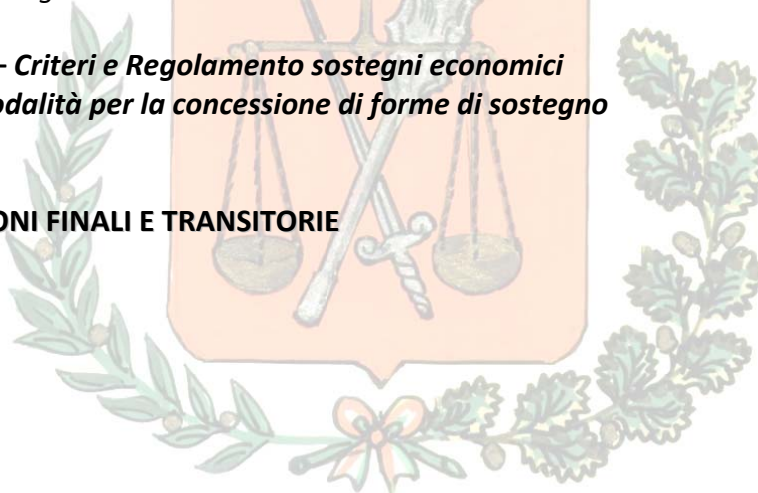 – Criteri e Regolamento sostegni economici
odalità per la concessione di forme di sostegno
ONI FINALI E TRANSITORIE